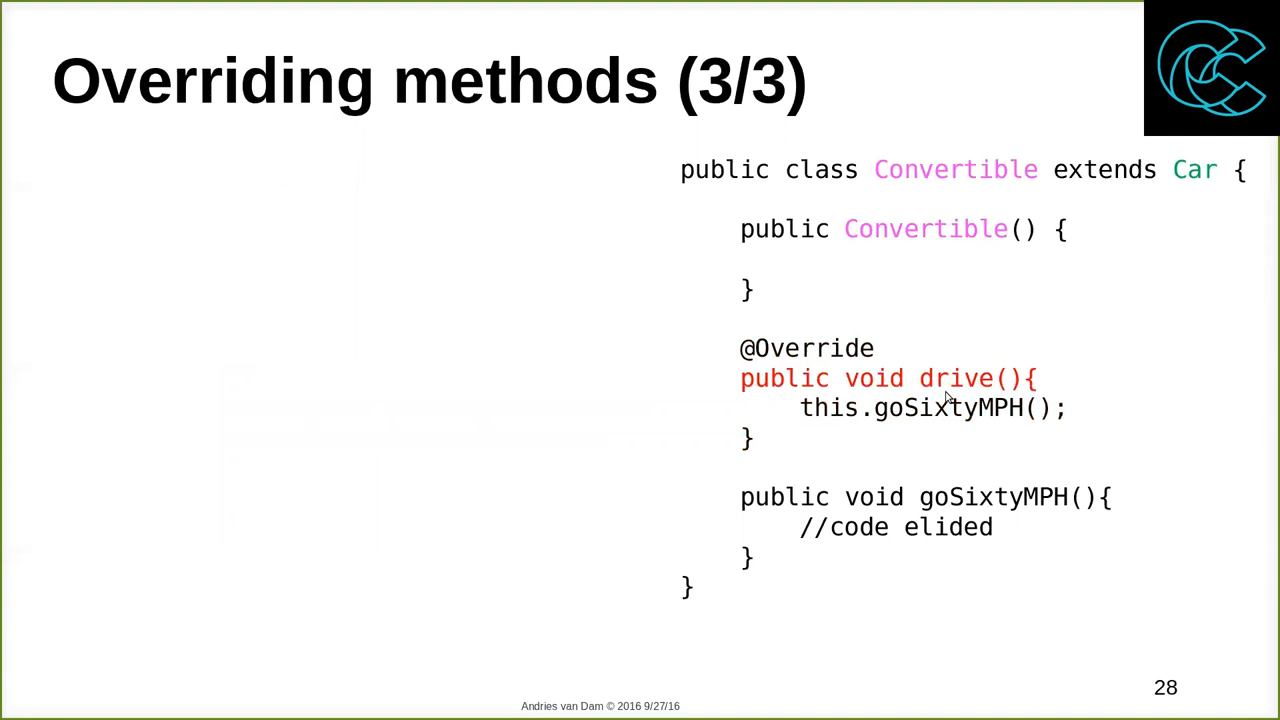 Overriding methods (3/3)
public class Convertible extends Car {
public Convertible() {
}
@Override
public void drive(){
this.goSixtyMPH();
}
public void goSixtyMPH(){
//code elided
}
}
28
Andries van Dam © 2016 9/27/16